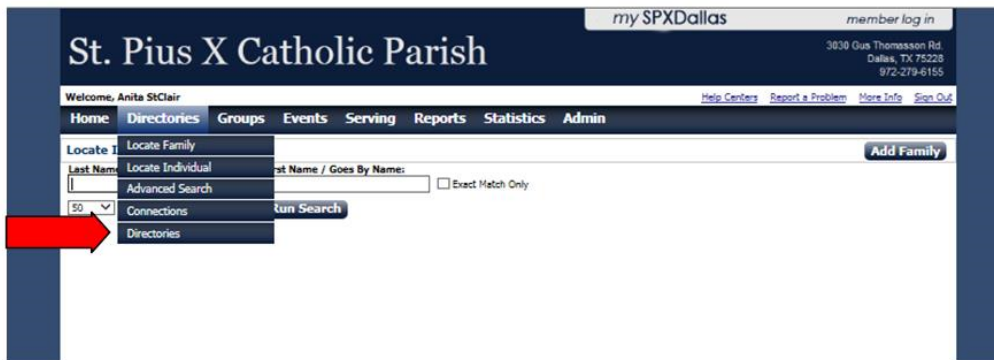 my SPXDallas member log in
St. Pius X Catholic Parish
3030 Gus Thomasson Rd.
Dallas, TX 75228
972-279-6155
Welcome, Anita StClair
Help Centers Report a Problem More Info Sign Out
Home Directories Groups Events Serving Reports Statistics Admin
Locate I
Add Family
Locate Family
Last Name
st Name / Goes By Name:
Locate Individual
Exact Match Only
Advanced Search
50
Run Search
Connections
Directories